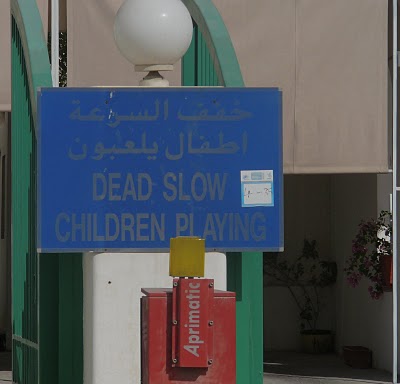 خفف السرعة
اطفال يلعبون
DEAD SLOW
CHILDREN PLAYING
Aprimatic